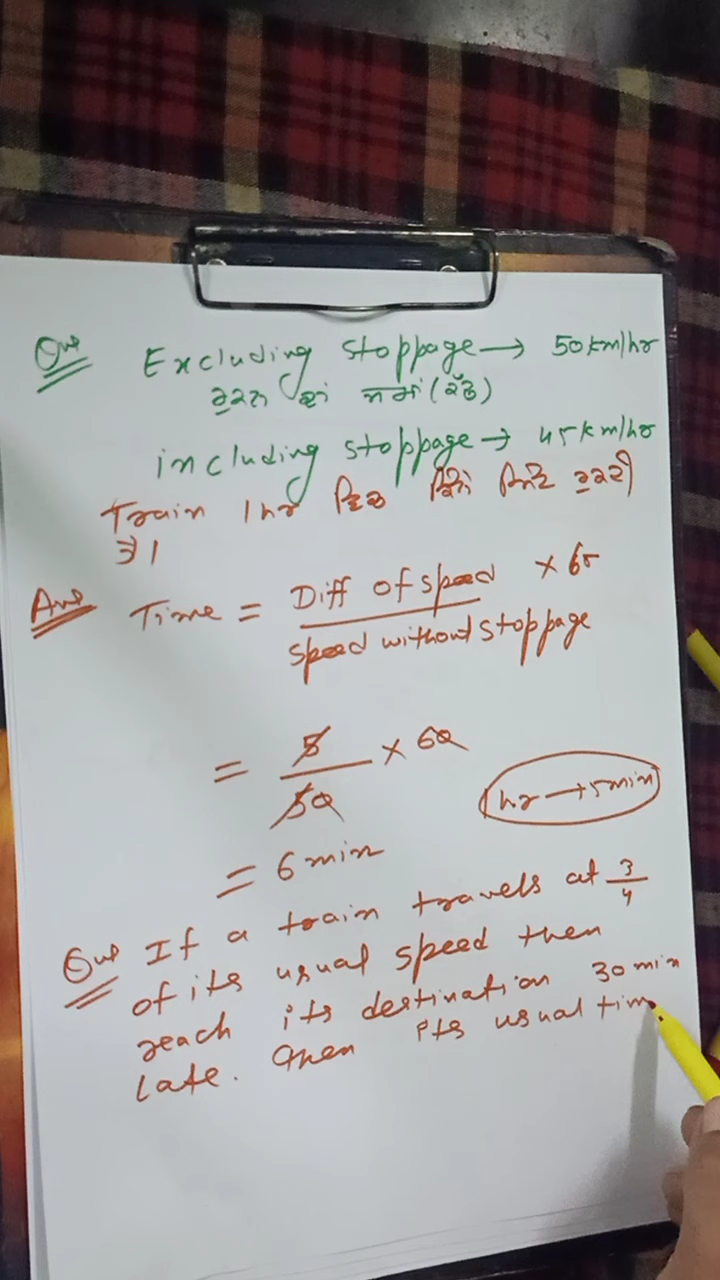 Que Excluding stoppage → 50 km/hr
including stoppage → 45 km/hr
Train 1 hr
है।
Ans Time = Diff of speed × 60
speed without stoppage
= 5 × 60
50
hr → min
= 6 min
Que If a train travels at 3/4
of its usual speed then
reach its destination 30 min
late. then its usual tim